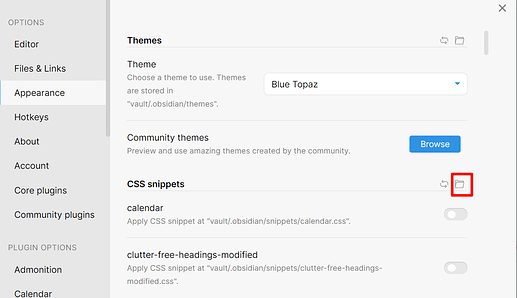 OPTIONS
Editor
Files & Links
Appearance
Hotkeys
About
Account
Core plugins
Community plugins
PLUGIN OPTIONS
Admonition
Calendar
Themes
Theme
Choose a theme to use. Themes
are stored in
"vault/.obsidian/themes".
Blue Topaz
Community themes
Preview and use amazing themes created by the community.
Browse
CSS snippets
calendar
Apply CSS snippet at "vault/.obsidian/snippets/calendar.css".
clutter-free-headings-modified
Apply CSS snippet at "vault/.obsidian/snippets/clutter-free-headings-
modified.css".